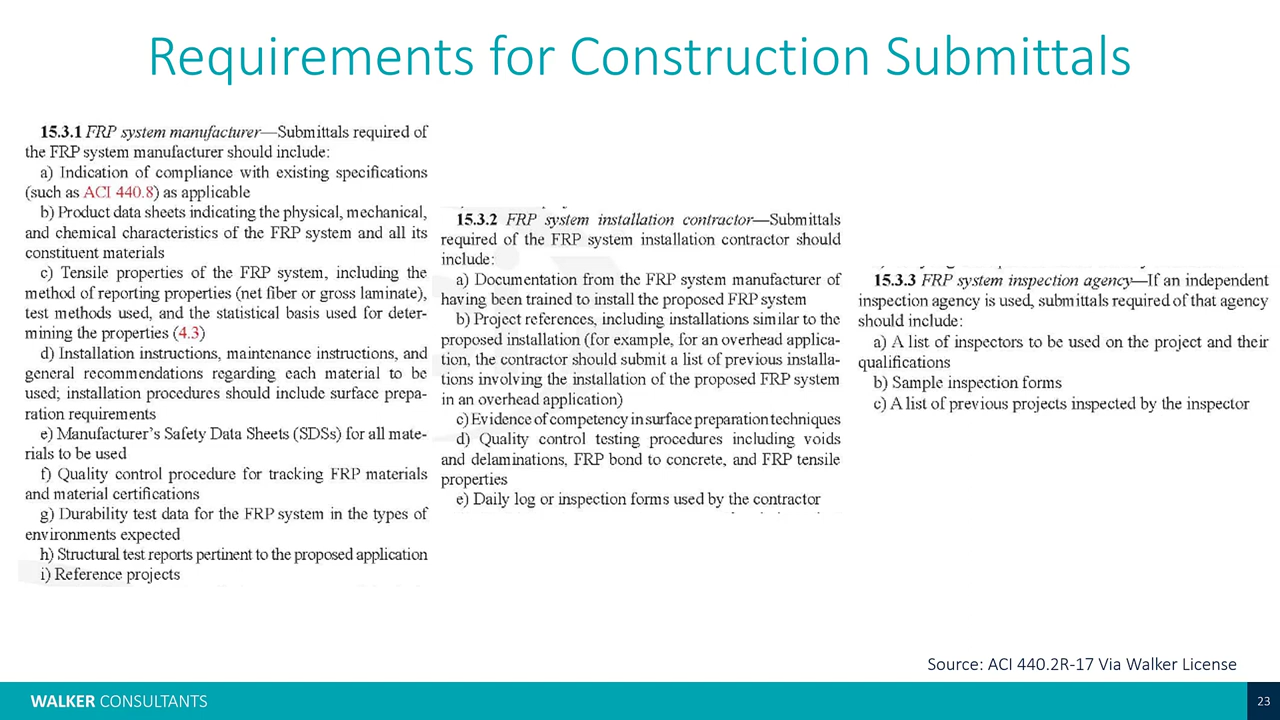 Requirements for Construction Submittals
15.3.1 FRP system manufacturer—Submittals required of
the FRP system manufacturer should include:
a) Indication of compliance with existing specifications
(such as ACI 440.8) as applicable
b) Product data sheets indicating the physical, mechanical,
and chemical characteristics of the FRP system and all its
constituent materials
c) Tensile properties of the FRP system, including the
method of reporting properties (net fiber or gross laminate),
test methods used, and the statistical basis used for deter-
mining the properties (4.3)
d) Installation instructions, maintenance instructions, and
general recommendations regarding each material to be
used; installation procedures should include surface prepa-
ration requirements
e) Manufacturer's Safety Data Sheets (SDSs) for all mate-
rials to be used
f) Quality control procedure for tracking FRP materials
and material certifications
g) Durability test data for the FRP system in the types of
environments expected
h) Structural test reports pertinent to the proposed application
i) Reference projects
15.3.2 FRP system installation contractor—Submittals
required of the FRP system installation contractor should
include:
a) Documentation from the FRP system manufacturer of
having been trained to install the proposed FRP system
b) Project references, including installations similar to the
proposed installation (for example, for an overhead applica-
tion, the contractor should submit a list of previous installa-
tions involving the installation of the proposed FRP system
in an overhead application)
c) Evidence of competency in surface preparation techniques
d) Quality control testing procedures including voids
and delaminations, FRP bond to concrete, and FRP tensile
properties
e) Daily log or inspection forms used by the contractor
15.3.3 FRP system inspection agency—If an independent
inspection agency is used, submittals required of that agency
should include:
a) A list of inspectors to be used on the project and their
qualifications
b) Sample inspection forms
c) A list of previous projects inspected by the inspector
Source: ACI 440.2R-17 Via Walker License
WALKER CONSULTANTS
23